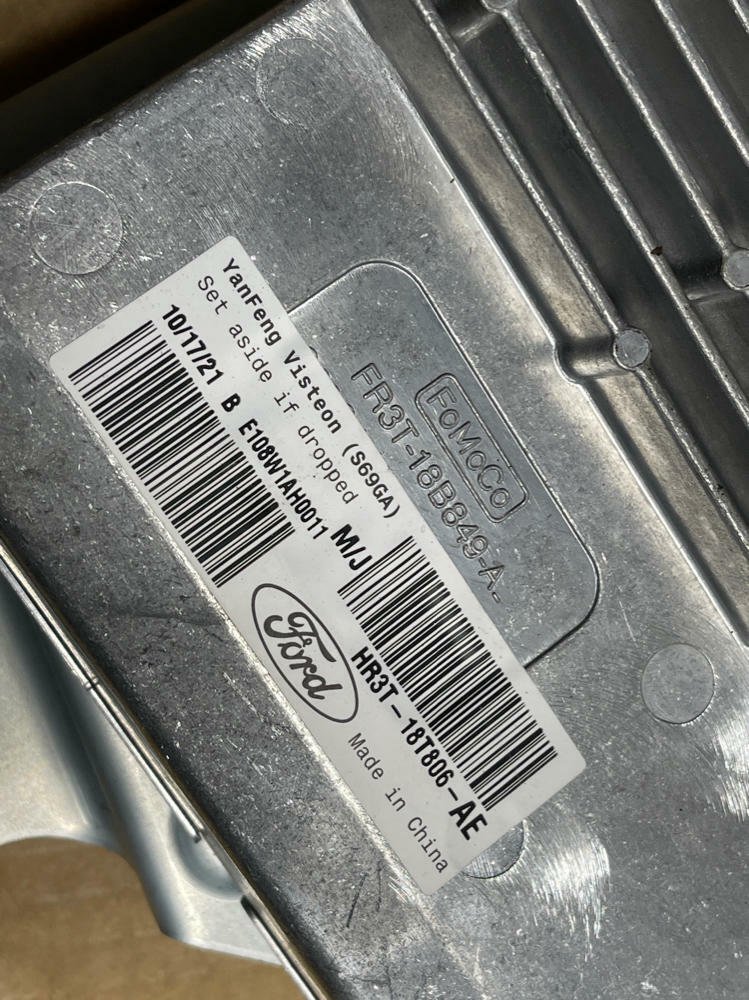 YanFeng Visteon (S69GA)
Set aside if dropped
10/17/21 B E108W1AH0011 M/J
Ford
HR3T-18T806-AE
Made in China
FoMoCo
FR3T-18B849-A-